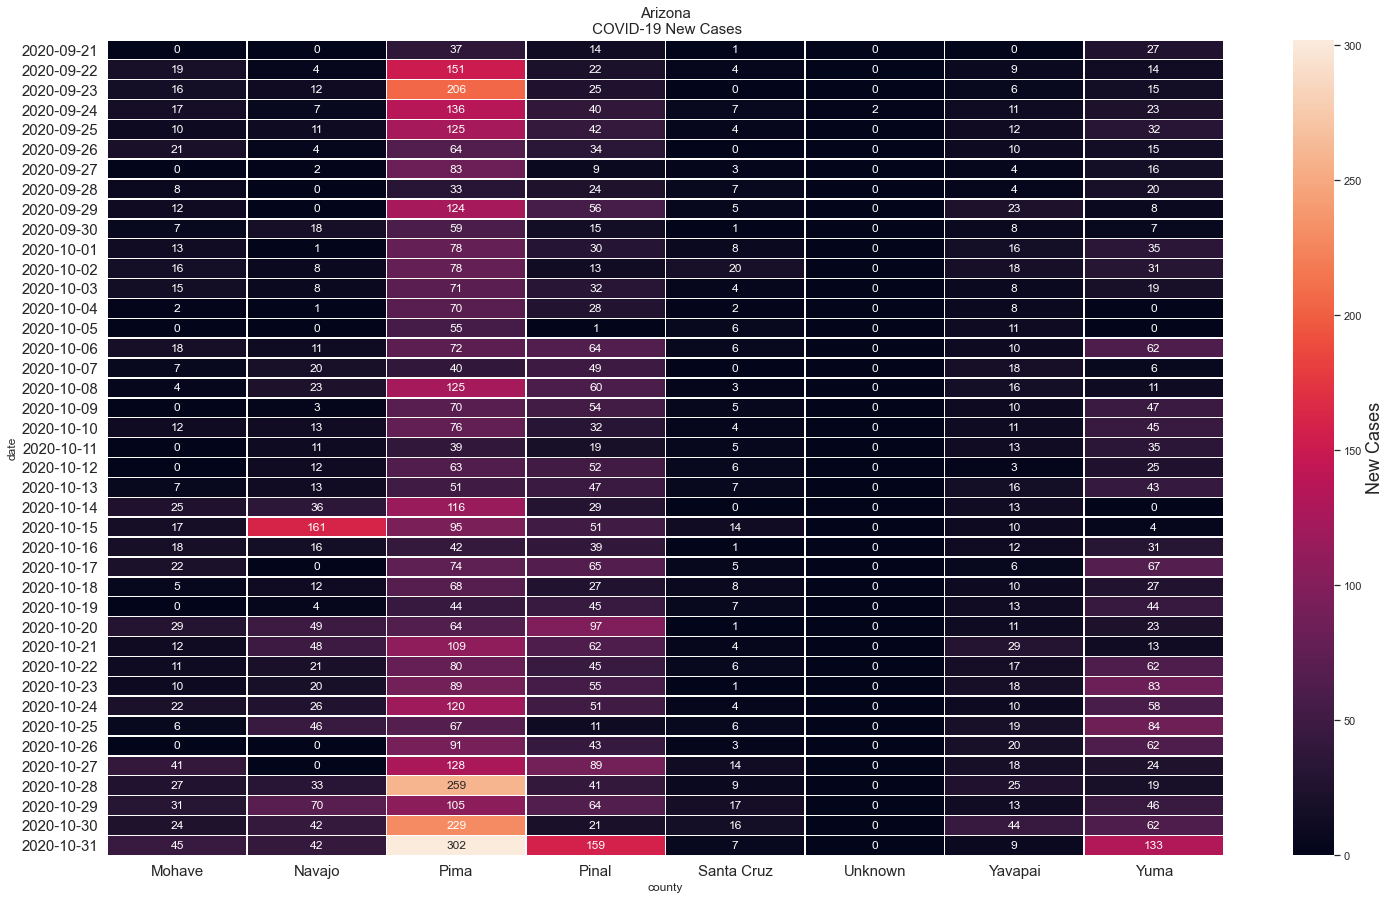 Arizona
COVID-19 New Cases
2020-09-21 0 0 37 14 1 0 0 27
2020-09-22 19 4 151 22 4 0 9 14
2020-09-23 16 12 206 25 0 0 6 15
2020-09-24 17 7 136 40 7 2 11 23
2020-09-25 10 11 125 42 4 0 12 32
2020-09-26 21 4 64 34 0 0 10 15
2020-09-27 0 2 83 9 3 0 4 16
2020-09-28 8 0 33 24 7 0 4 20
2020-09-29 12 0 124 56 5 0 23 8
2020-09-30 7 18 59 15 1 0 8 7
2020-10-01 13 1 78 30 8 0 16 35
2020-10-02 16 8 78 13 20 0 18 31
2020-10-03 15 8 71 32 4 0 8 19
2020-10-04 2 1 70 28 2 0 8 0
2020-10-05 0 0 55 1 6 0 11 0
2020-10-06 18 11 72 64 6 0 10 62
2020-10-07 7 20 40 49 0 0 18 6
2020-10-08 4 23 125 60 3 0 16 11
2020-10-09 0 3 70 54 5 0 10 47
2020-10-10 12 13 76 32 4 0 11 45
2020-10-11 0 11 39 19 5 0 13 35
2020-10-12 0 12 63 52 6 0 3 25
2020-10-13 7 13 51 47 7 0 16 43
2020-10-14 25 36 116 29 0 0 13 0
2020-10-15 17 161 95 51 14 0 10 4
2020-10-16 18 16 42 39 1 0 12 31
2020-10-17 22 0 74 65 5 0 6 67
2020-10-18 5 12 68 27 8 0 10 27
2020-10-19 0 4 44 45 7 0 13 44
2020-10-20 29 49 64 97 1 0 11 23
2020-10-21 12 48 109 62 4 0 29 13
2020-10-22 11 21 80 45 6 0 17 62
2020-10-23 10 20 89 55 1 0 18 83
2020-10-24 22 26 120 51 4 0 10 58
2020-10-25 6 46 67 11 6 0 19 84
2020-10-26 0 0 91 43 3 0 20 62
2020-10-27 41 0 128 89 14 0 18 24
2020-10-28 27 33 259 41 9 0 25 19
2020-10-29 31 70 105 64 17 0 13 46
2020-10-30 24 42 229 21 16 0 44 62
2020-10-31 45 42 302 159 7 0 9 133
Mohave Navajo Pima Pinal Santa Cruz Unknown Yavapai Yuma
county
date
300
250
200
150
100
50
0
New Cases